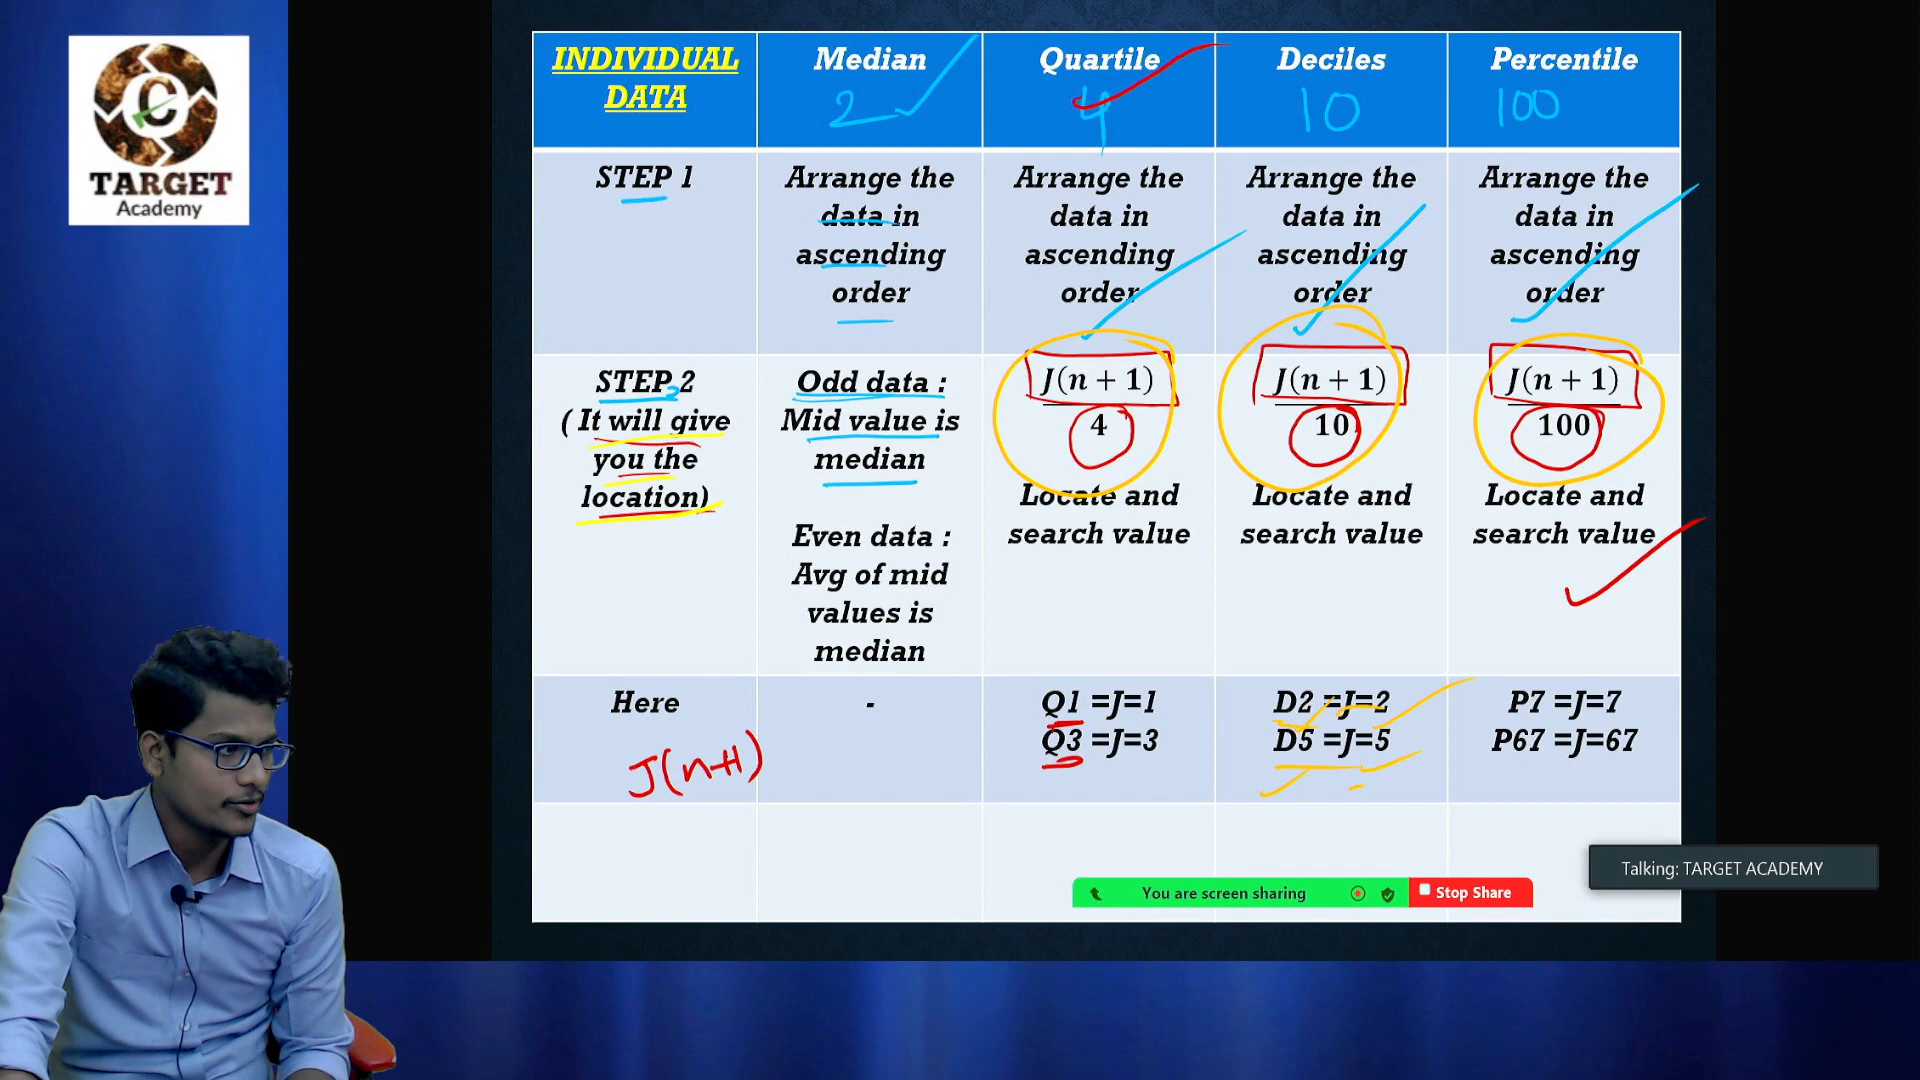 TARGET
Academy
INDIVIDUAL
DATA
Median
2
Quartile
4
Deciles
10
Percentile
100
STEP 1
Arrange the
data in
ascending
order
Arrange the
data in
ascending
order
Arrange the
data in
ascending
order
Arrange the
data in
ascending
order
STEP 2
( It will give
you the
location)
Odd data :
Mid value is
median
Even data :
Avg of mid
values is
median
J(n + 1)
4
Locate and
search value
J(n + 1)
10
Locate and
search value
J(n + 1)
100
Locate and
search value
Here
J(n+1)
-
Q1 =J=1
Q3 =J=3
D2 =J=2
D5 =J=5
P7 =J=7
P67 =J=67
Talking: TARGET ACADEMY
You are screen sharing
Stop Share